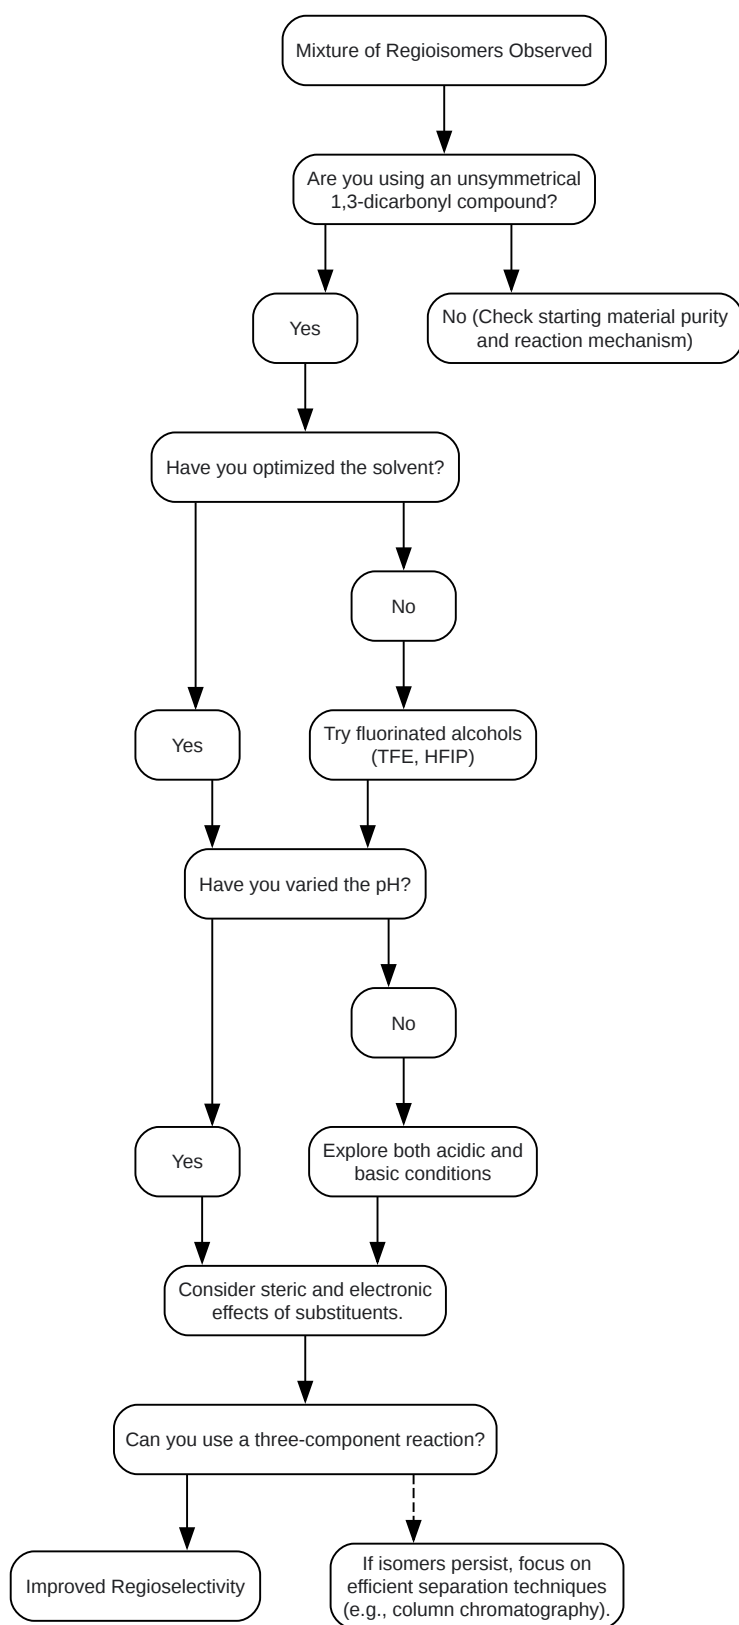 Mixture of Regioisomers Observed
Are you using an unsymmetrical
1,3-dicarbonyl compound?
Yes
No (Check starting material purity
and reaction mechanism)
Have you optimized the solvent?
No
Yes
Try fluorinated alcohols
(TFE, HFIP)
Have you varied the pH?
No
Yes
Explore both acidic and
basic conditions
Consider steric and electronic
effects of substituents.
Can you use a three-component reaction?
Improved Regioselectivity
If isomers persist, focus on
efficient separation techniques
(e.g., column chromatography).